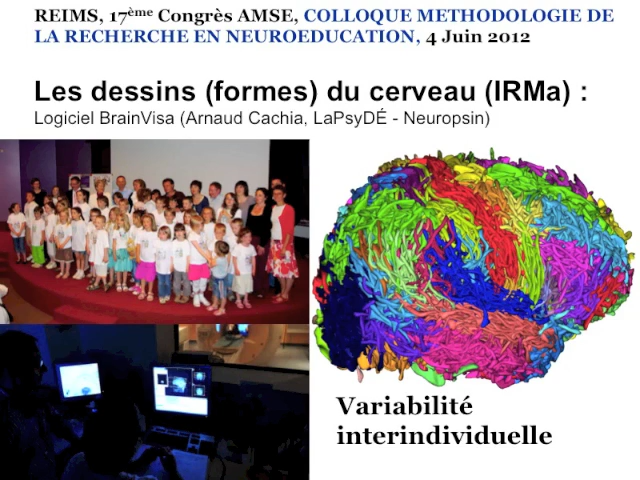 REIMS, 17ème Congrès AMSE, COLLOQUE METHODOLOGIE DE
LA RECHERCHE EN NEUROEDUCATION, 4 Juin 2012
Les dessins (formes) du cerveau (IRMa) :
Logiciel BrainVisa (Arnaud Cachia, LaPsyDÉ - Neuropsin)
Variabilité
interindividuelle